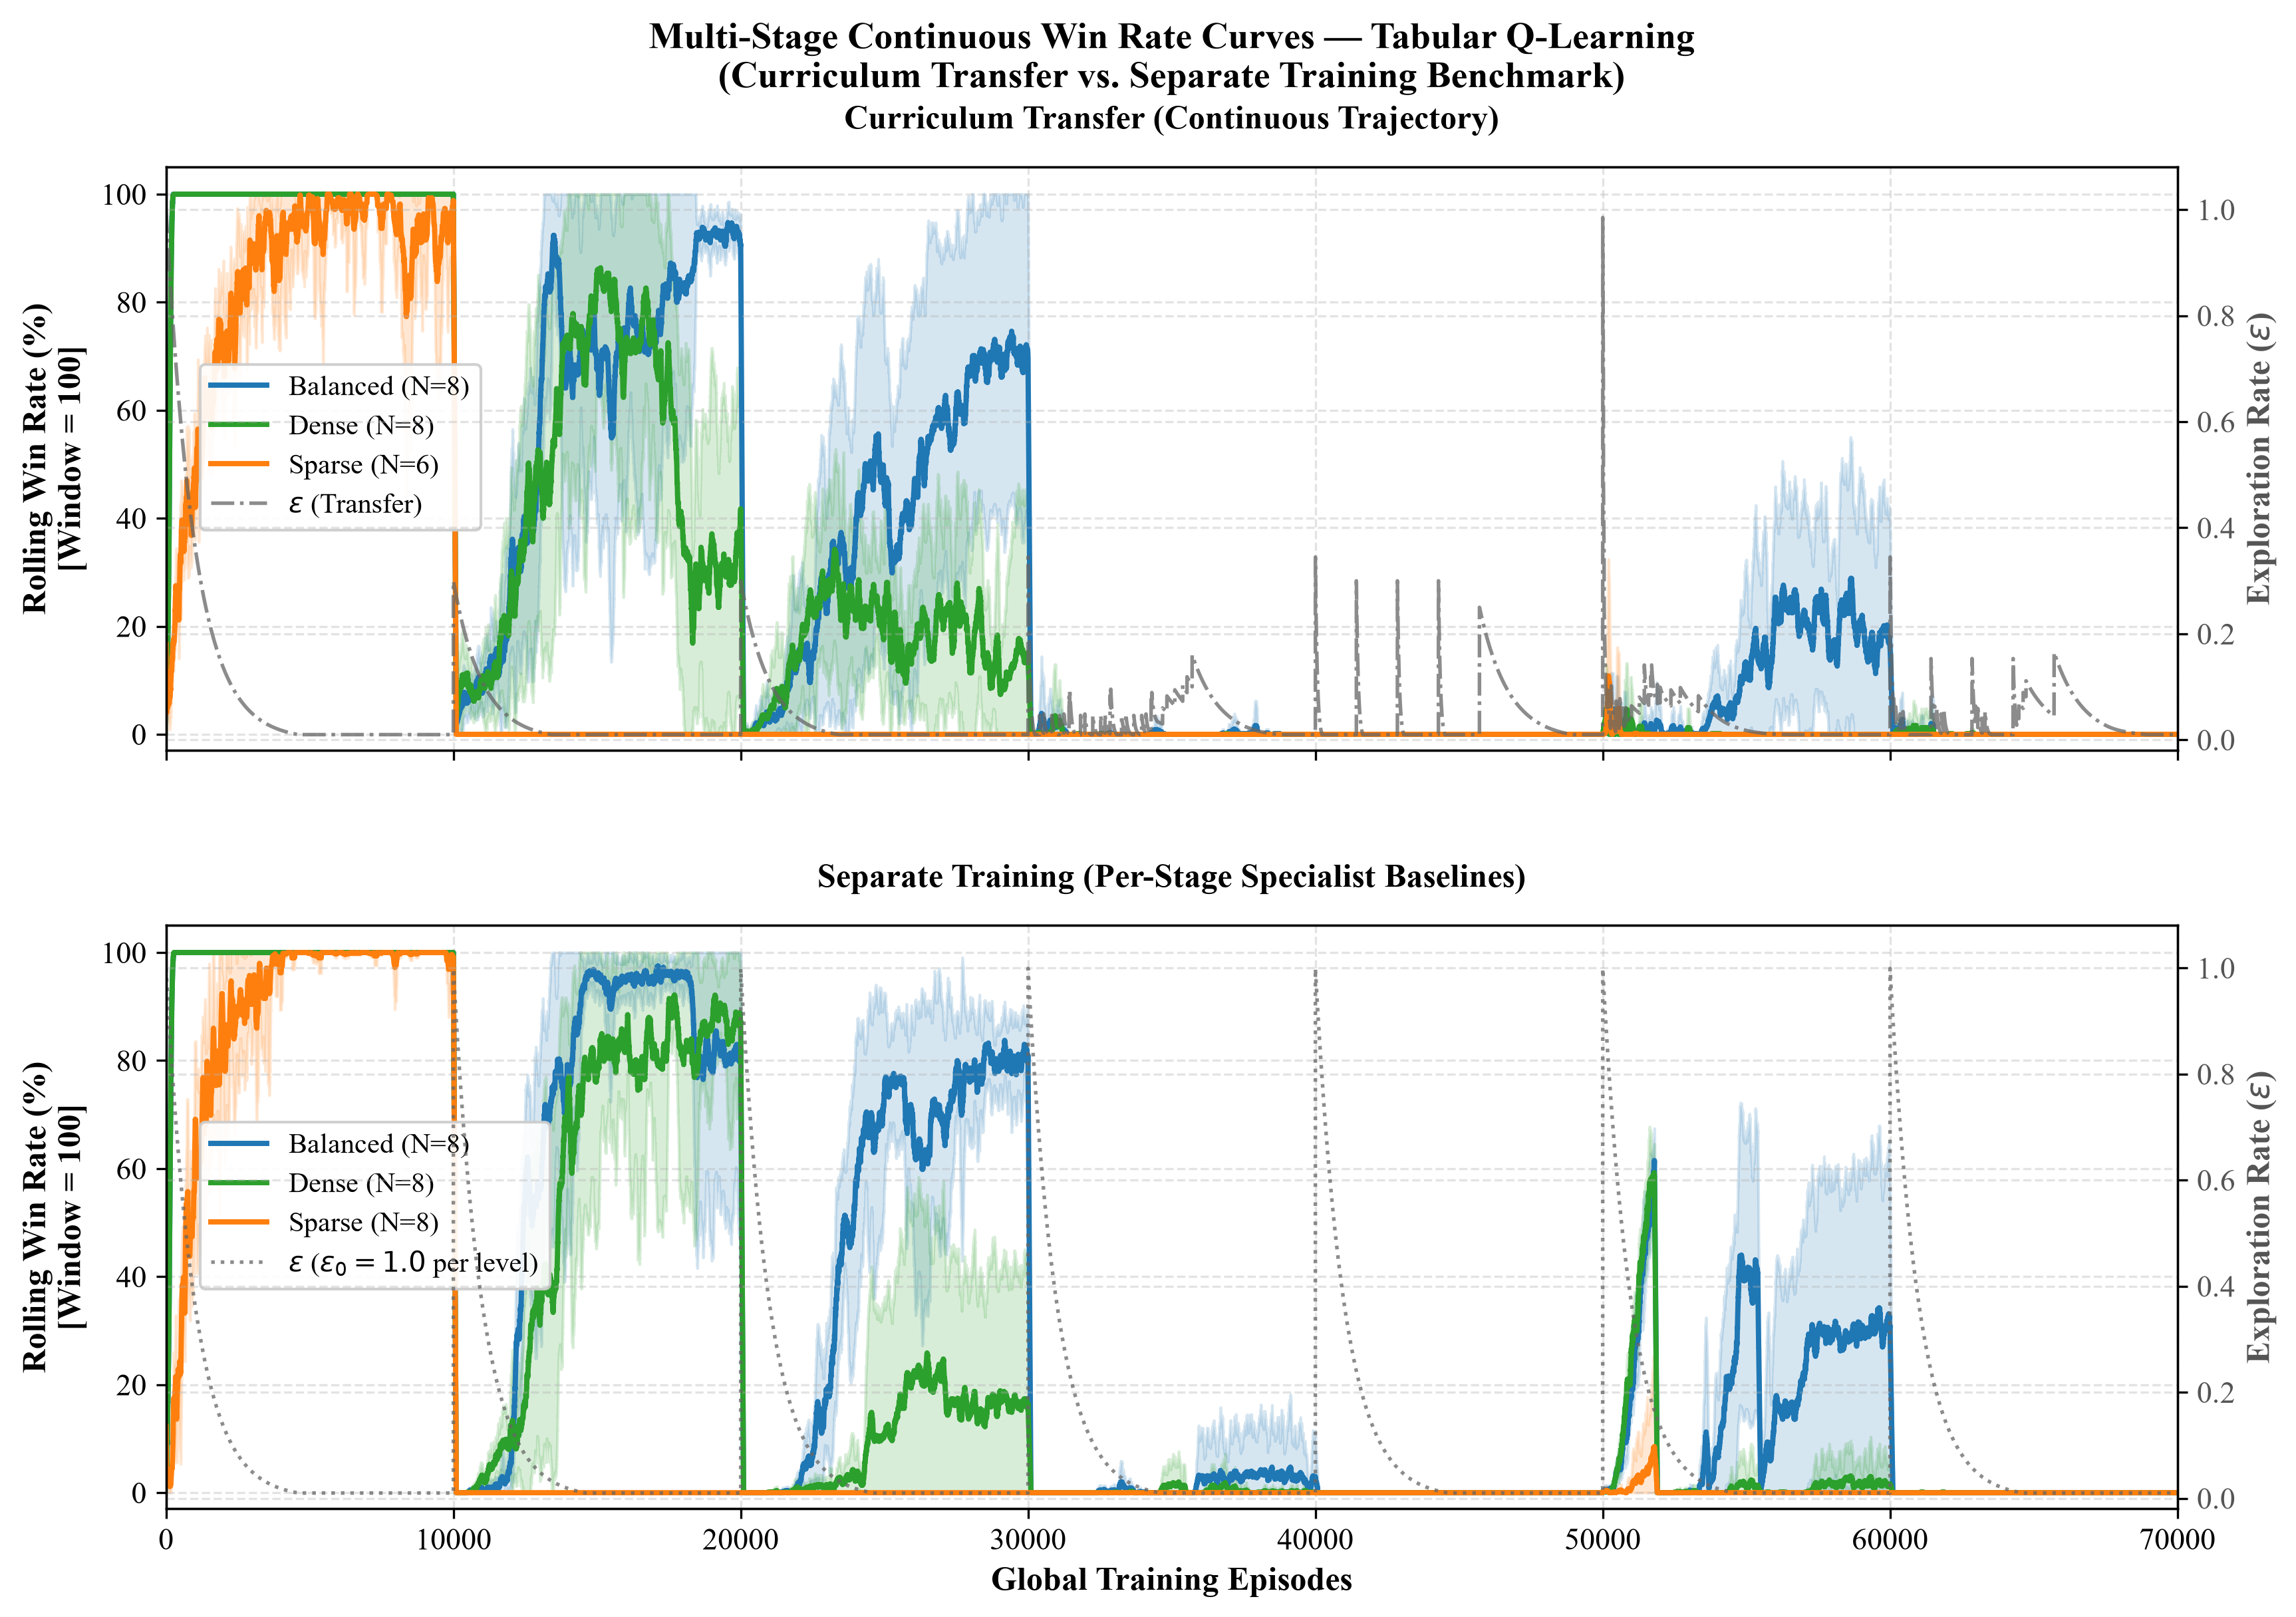 Multi-Stage Continuous Win Rate Curves — Tabular Q-Learning
(Curriculum Transfer vs. Separate Training Benchmark)
Curriculum Transfer (Continuous Trajectory)
Rolling Win Rate (%)
[Window = 100]
100
80
60
40
20
0
Balanced (N=8)
Dense (N=8)
Sparse (N=6)
ε (Transfer)
1.0
0.8
0.6
0.4
0.2
0.0
Exploration Rate (ε)
Separate Training (Per-Stage Specialist Baselines)
Rolling Win Rate (%)
[Window = 100]
100
80
60
40
20
0
Balanced (N=8)
Dense (N=8)
Sparse (N=8)
ε (ε₀ = 1.0 per level)
1.0
0.8
0.6
0.4
0.2
0.0
Exploration Rate (ε)
0 10000 20000 30000 40000 50000 60000 70000
Global Training Episodes